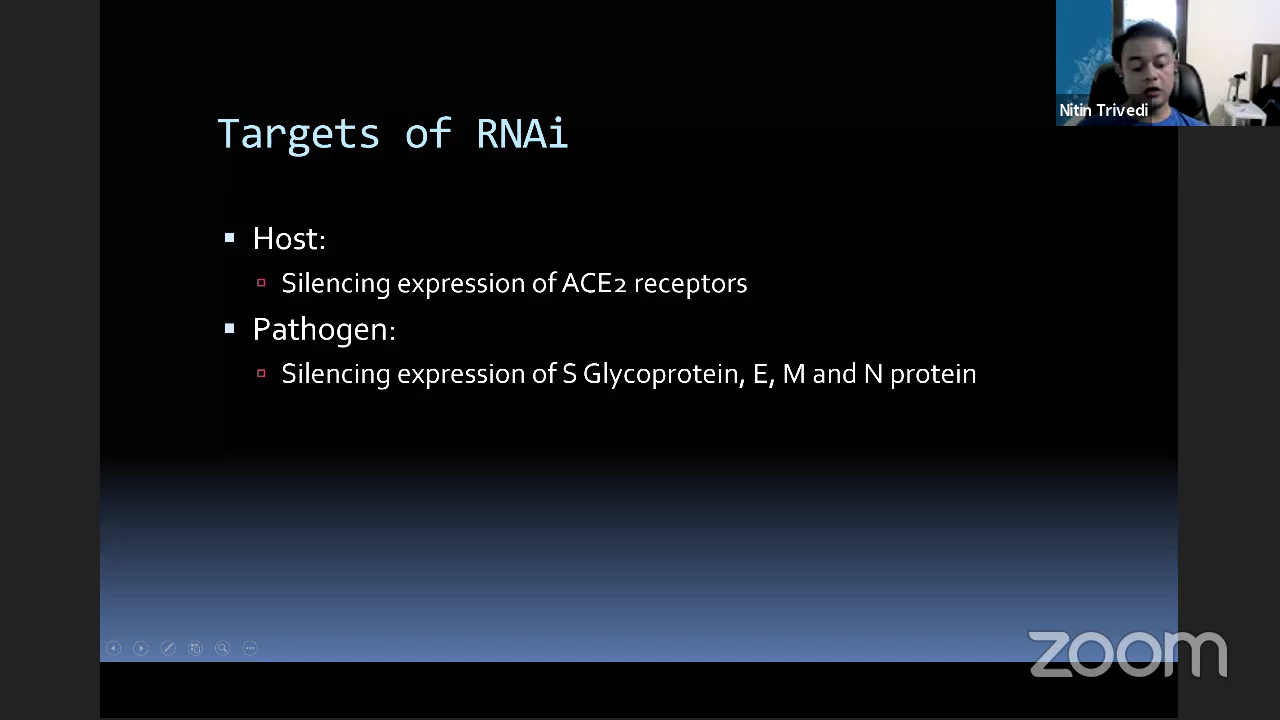 Targets of RNAi
Host:
Silencing expression of ACE2 receptors
Pathogen:
Silencing expression of S Glycoprotein, E, M and N protein
Nitin Trivedi
zoom